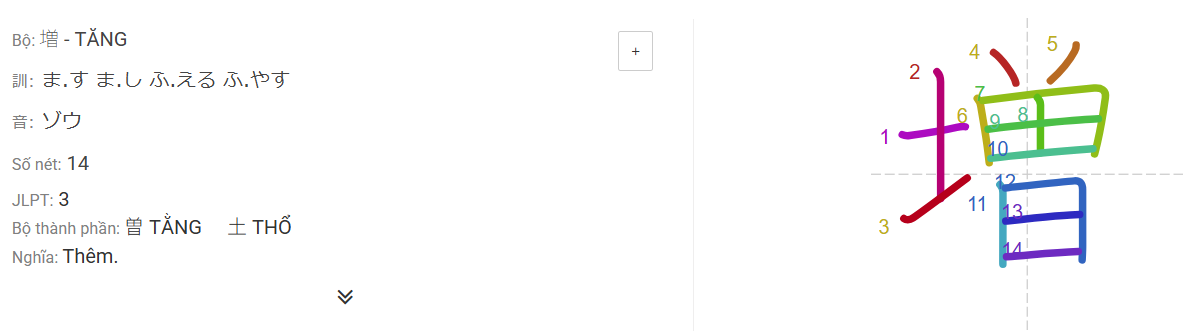 Bộ: 増 - TĂNG
訓: ま.す ま.し ふ.える ふ.やす
音: ゾウ
Số nét: 14
JLPT: 3
Bộ thành phần: 曽 TẰNG 土 THỔ
Nghĩa: Thêm.
+
増
1
2
3
4
5
6
7
8
9
10
11
12
13
14